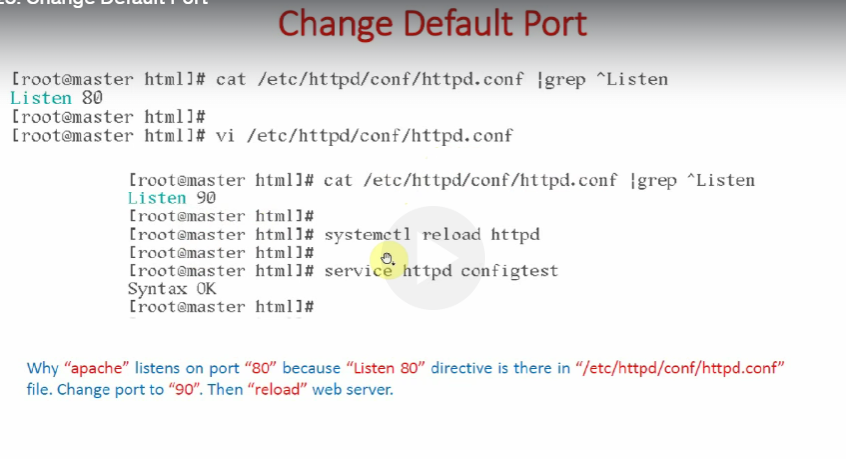 Change Default Port
[root@master html]# cat /etc/httpd/conf/httpd.conf |grep ^Listen
Listen 80
[root@master html]#
[root@master html]# vi /etc/httpd/conf/httpd.conf
[root@master html]# cat /etc/httpd/conf/httpd.conf |grep ^Listen
Listen 90
[root@master html]#
[root@master html]# systemctl reload httpd
[root@master html]#
[root@master html]# service httpd configtest
Syntax OK
[root@master html]#
Why “apache” listens on port “80” because “Listen 80” directive is there in “/etc/httpd/conf/httpd.conf”
file. Change port to “90”. Then “reload” web server.